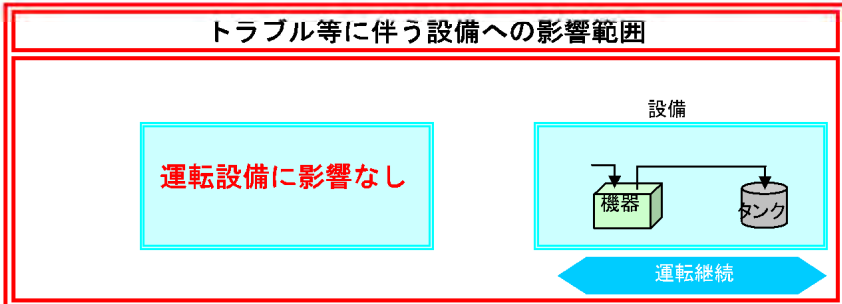 トラブル等に伴う設備への影響範囲
設備
運転設備に影響なし
機器
タンク
運転継続